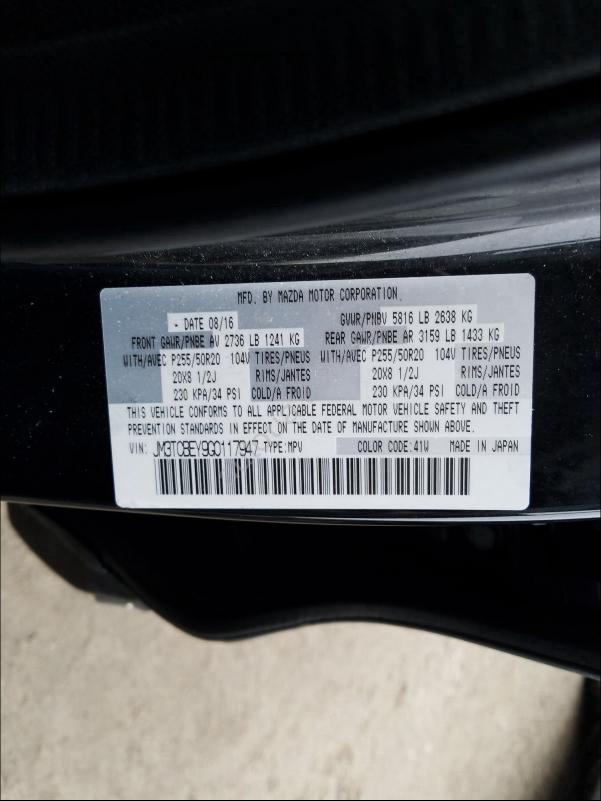 MFD. BY MAZDA MOTOR CORPORATION.
DATE 08/16 GVWR/PNBV 5816 LB 2638 KG
FRONT GAWR/PNBE AV 2736 LB 1241 KG REAR GAWR/PNBE AR 3159 LB 1433 KG
WITH/AVEC P255/50R20 104V TIRES/PNEUS WITH/AVEC P255/50R20 104V TIRES/PNEUS
20X8 1/2J RIMS/JANTES 20X8 1/2J RIMS/JANTES
230 KPA/34 PSI COLD/A FROID 230 KPA/34 PSI COLD/A FROID
THIS VEHICLE CONFORMS TO ALL APPLICABLE FEDERAL MOTOR VEHICLE SAFETY AND THEFT
PREVENTION STANDARDS IN EFFECT ON THE DATE OF MANUFACTURE SHOWN ABOVE.
VIN: JM3TCBEY9G0117947 TYPE:MPV COLOR CODE:41W MADE IN JAPAN